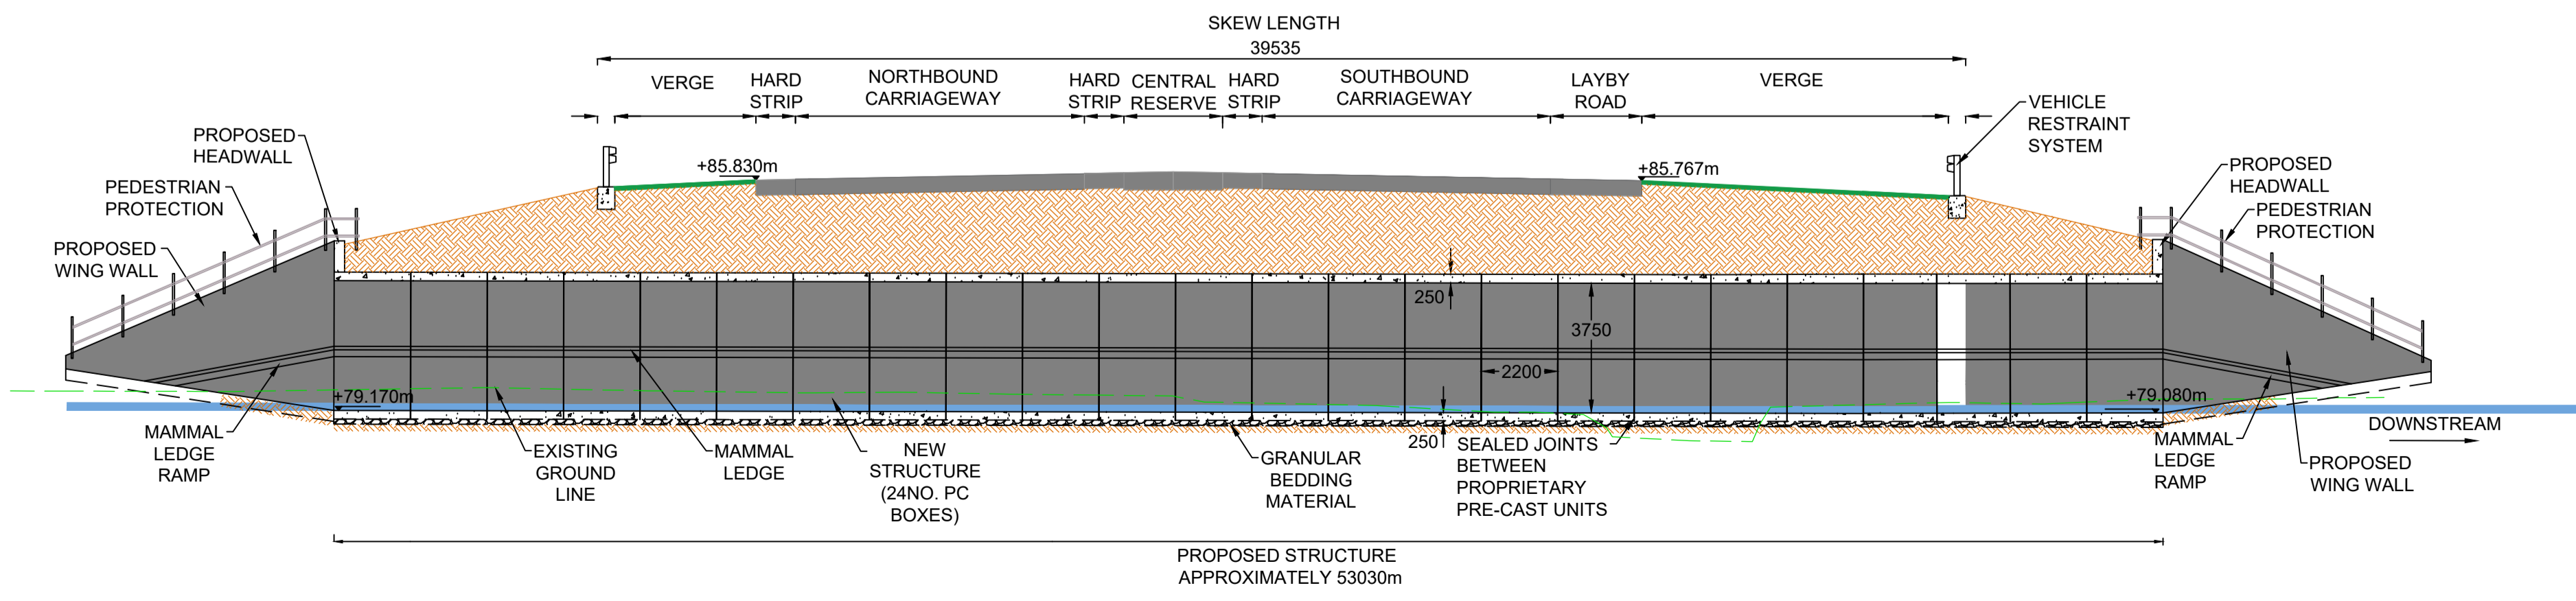 SKEW LENGTH
39535
VERGE
HARD
STRIP
NORTHBOUND
CARRIAGEWAY
HARD
STRIP
CENTRAL
RESERVE
HARD
STRIP
SOUTHBOUND
CARRIAGEWAY
LAYBY
ROAD
VERGE
VEHICLE
RESTRAINT
SYSTEM
PROPOSED
HEADWALL
PEDESTRIAN
PROTECTION
PROPOSED
WING WALL
+85.830m
+85.767m
PROPOSED
HEADWALL
PEDESTRIAN
PROTECTION
250
3750
2200
+79.170m
+79.080m
250
MAMMAL
LEDGE
RAMP
EXISTING
GROUND
LINE
MAMMAL
LEDGE
NEW
STRUCTURE
(24NO. PC
BOXES)
GRANULAR
BEDDING
MATERIAL
SEALED JOINTS
BETWEEN
PROPRIETARY
PRE-CAST UNITS
MAMMAL
LEDGE
RAMP
PROPOSED
WING WALL
DOWNSTREAM
PROPOSED STRUCTURE
APPROXIMATELY 53030m